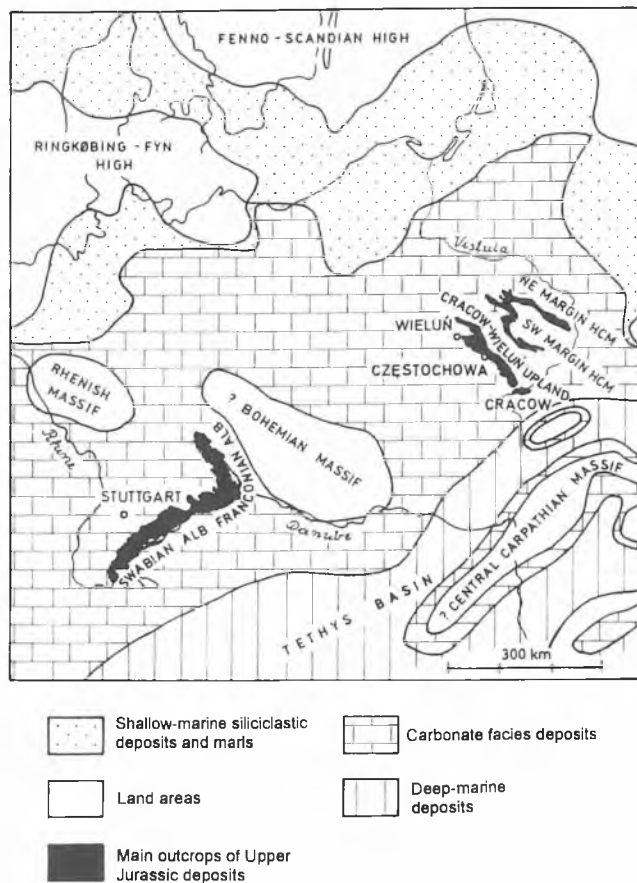 FENNO-SCANDIAN HIGH
RINGKØBING-FYN
HIGH
Vistula
NE MARGIN HCM
SW MARGIN HCM
CRACOW-WIELUŃ UPLAND
WIELUŃ
CZĘSTOCHOWA
CRACOW
RHENISH
MASSIF
? BOHEMIAN MASSIF
Rhone
STUTTGART
SWABIAN ALB FRANCONIAN ALB
Danube
? CENTRAL CARPATHIAN MASSIF
TETHYS BASIN
300 km
Shallow-marine siliciclastic
deposits and marls
Carbonate facies deposits
Land areas
Deep-marine
deposits
Main outcrops of Upper
Jurassic deposits